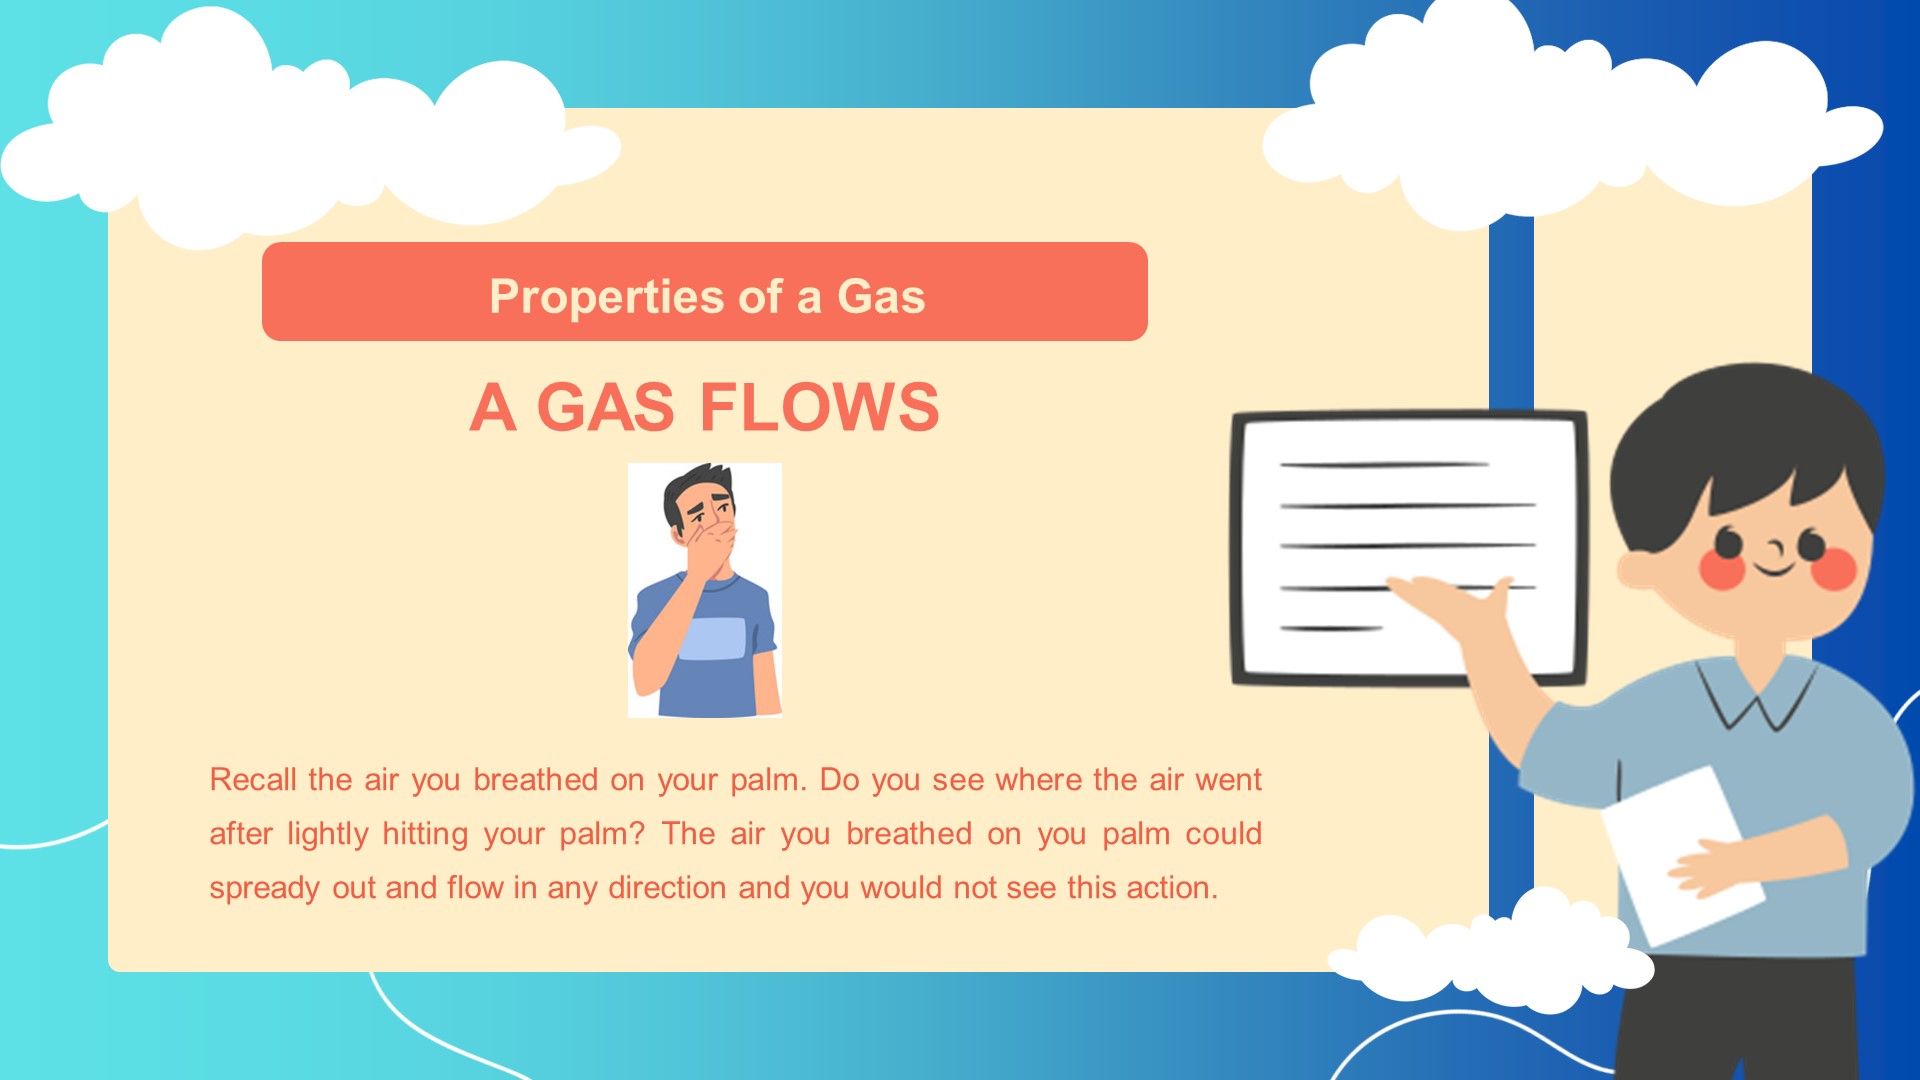 Properties of a Gas
A GAS FLOWS
Recall the air you breathed on your palm. Do you see where the air went
after lightly hitting your palm? The air you breathed on you palm could
spready out and flow in any direction and you would not see this action.